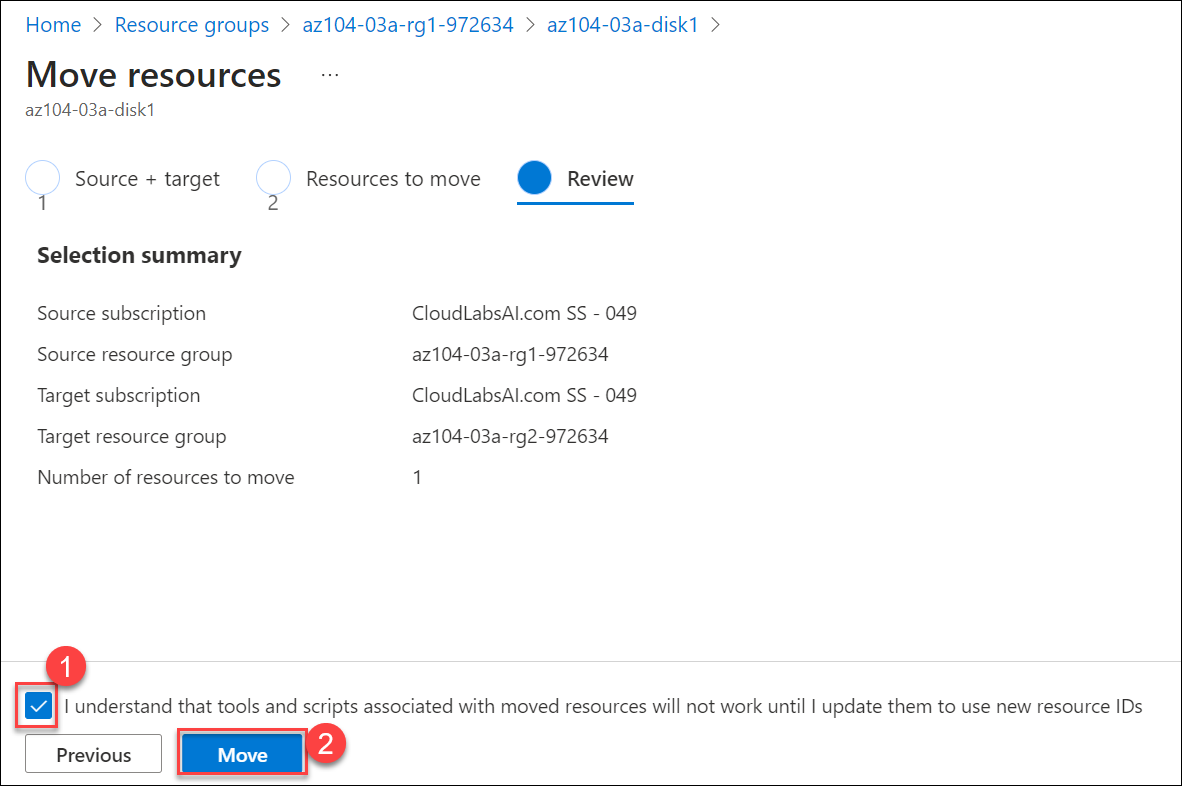 Home > Resource groups > az104-03a-rg1-972634 > az104-03a-disk1 >
Move resources ...
az104-03a-disk1
Source + target Resources to move Review
1 2
Selection summary
Source subscription CloudLabsAI.com SS - 049
Source resource group az104-03a-rg1-972634
Target subscription CloudLabsAI.com SS - 049
Target resource group az104-03a-rg2-972634
Number of resources to move 1
1
I understand that tools and scripts associated with moved resources will not work until I update them to use new resource IDs
Previous Move 2